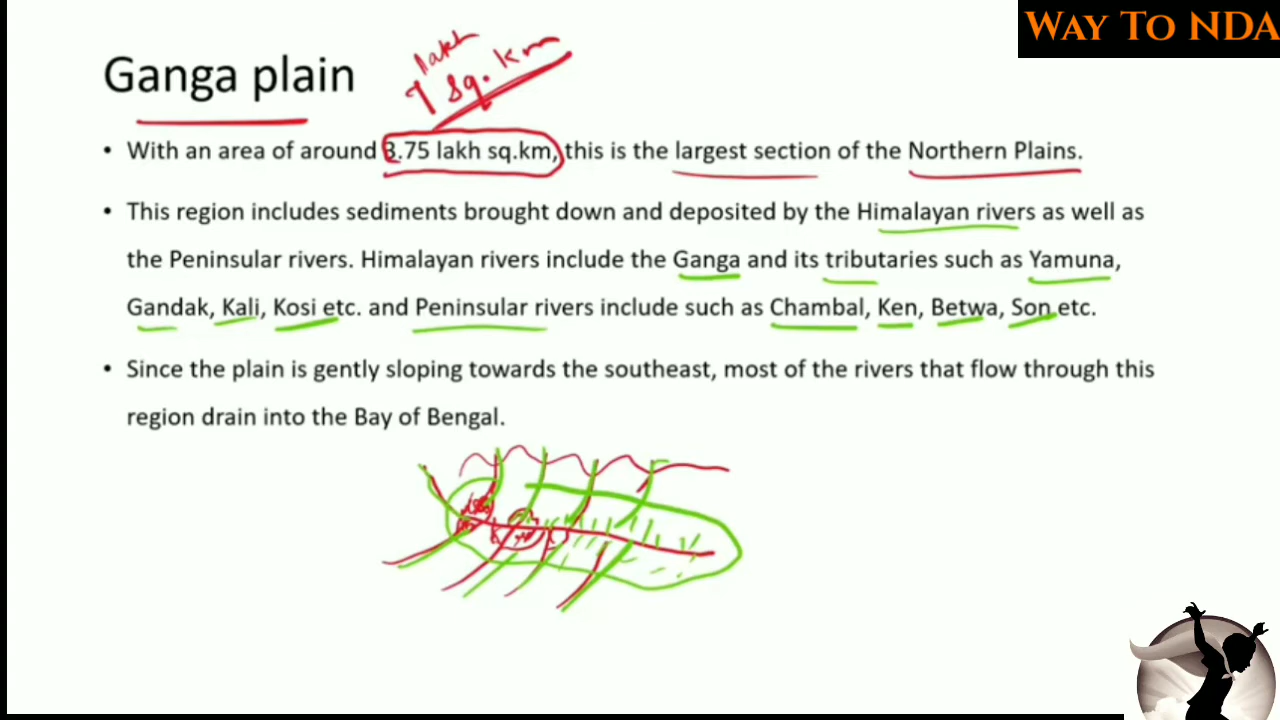 WAY TO NDA
Ganga plain
7 lakh
sq. km
• With an area of around 3.75 lakh sq.km, this is the largest section of the Northern Plains.
• This region includes sediments brought down and deposited by the Himalayan rivers as well as
the Peninsular rivers. Himalayan rivers include the Ganga and its tributaries such as Yamuna,
Gandak, Kali, Kosi etc. and Peninsular rivers include such as Chambal, Ken, Betwa, Son etc.
• Since the plain is gently sloping towards the southeast, most of the rivers that flow through this
region drain into the Bay of Bengal.